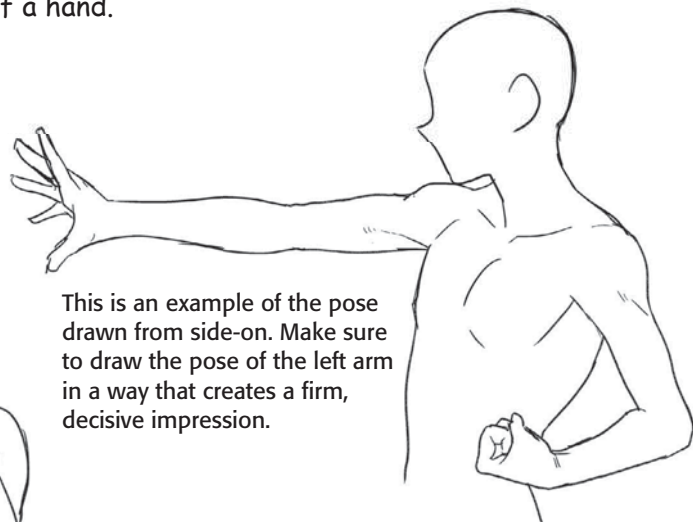 f a hand.
This is an example of the pose
drawn from side-on. Make sure
to draw the pose of the left arm
in a way that creates a firm,
decisive impression.